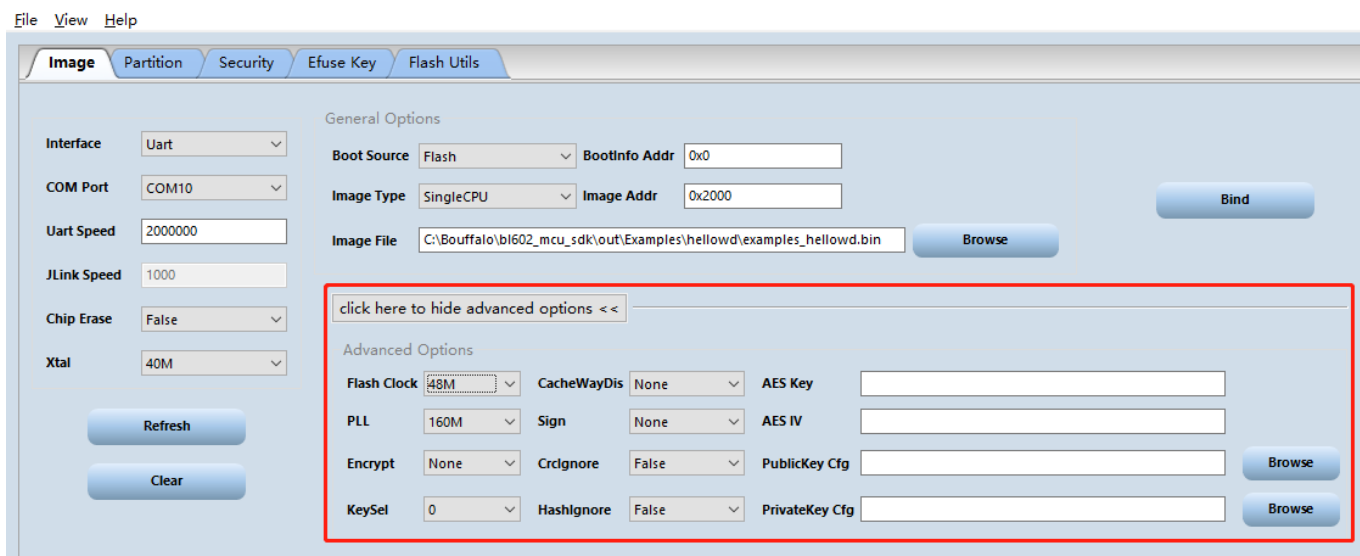 File View Help
Image Partition Security Efuse Key Flash Utils
Interface Uart
COM Port COM10
Uart Speed 2000000
JLink Speed 1000
Chip Erase False
Xtal 40M
Refresh
Clear
General Options
Boot Source Flash BootInfo Addr 0x0
Image Type SingleCPU Image Addr 0x2000
Image File C:\Bouffalo\bl602_mcu_sdk\out\Examples\hellowd\examples_hellowd.bin Browse
Bind
click here to hide advanced options <<
Advanced Options
Flash Clock 48M CacheWayDis None AES Key
PLL 160M Sign None AES IV
Encrypt None CrcIgnore False PublicKey Cfg Browse
KeySel 0 HashIgnore False PrivateKey Cfg Browse